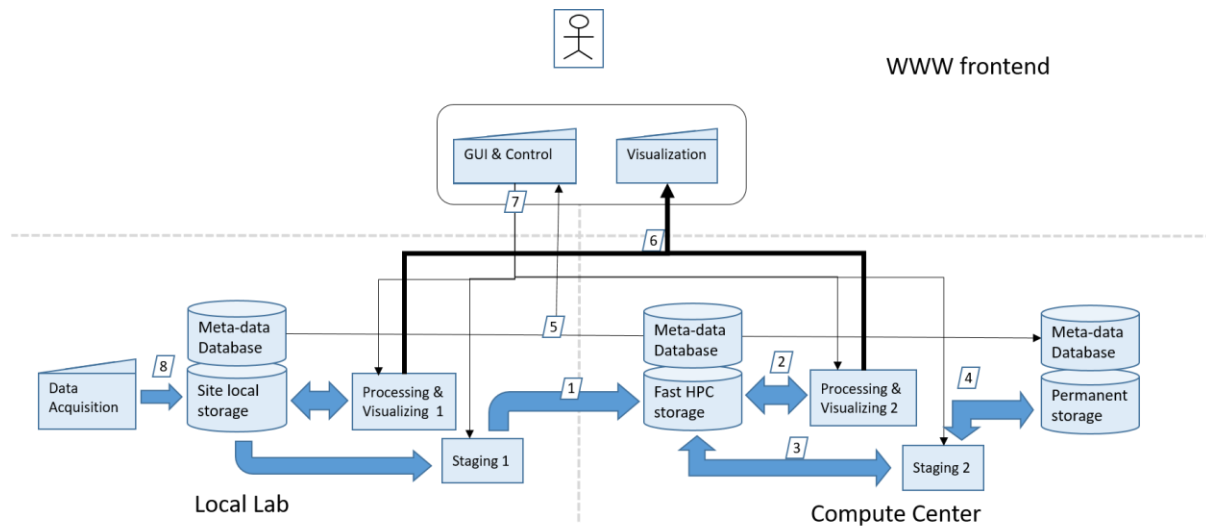 WWW frontend
GUI & Control
Visualization
7
6
Meta-data
Database
5
Meta-data
Database
Meta-data
Database
8
2
4
Data
Acquisition
Site local
storage
Processing &
Visualizing 1
1
Fast HPC
storage
Processing &
Visualizing 2
Permanent
storage
Staging 1
3
Staging 2
Local Lab
Compute Center